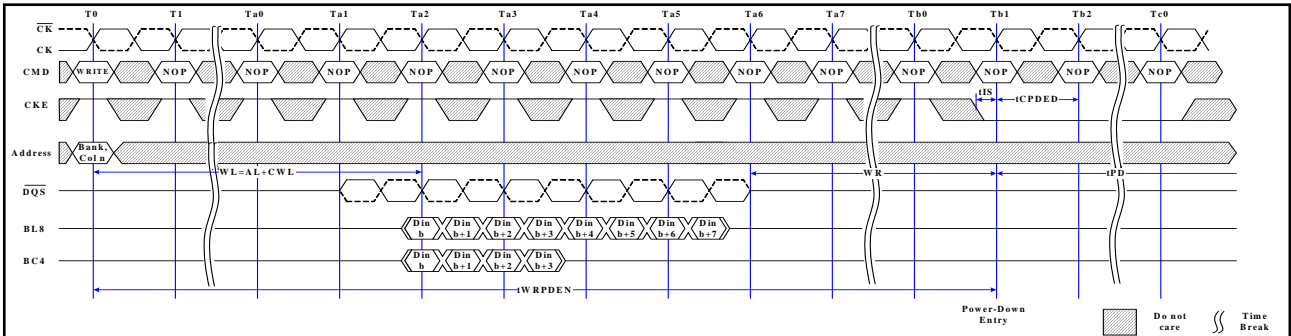 T0 T1 Ta0 Ta1 Ta2 Ta3 Ta4 Ta5 Ta6 Ta7 Tb0 Tb1 Tb2 Tc0
CK
CK
CMD WRITE NOP NOP NOP NOP NOP NOP NOP NOP NOP NOP NOP NOP NOP
tIS
CKE tCPDED
Address Bank,
Col n
WL=AL+CWL WR tPD
DQS
BL8 Din b Din b+1 Din b+2 Din b+3 Din b+4 Din b+5 Din b+6 Din b+7
BC4 Din b Din b+1 Din b+2 Din b+3
tWRPDEN
Power-Down
Entry
Do not
care
Time
Break